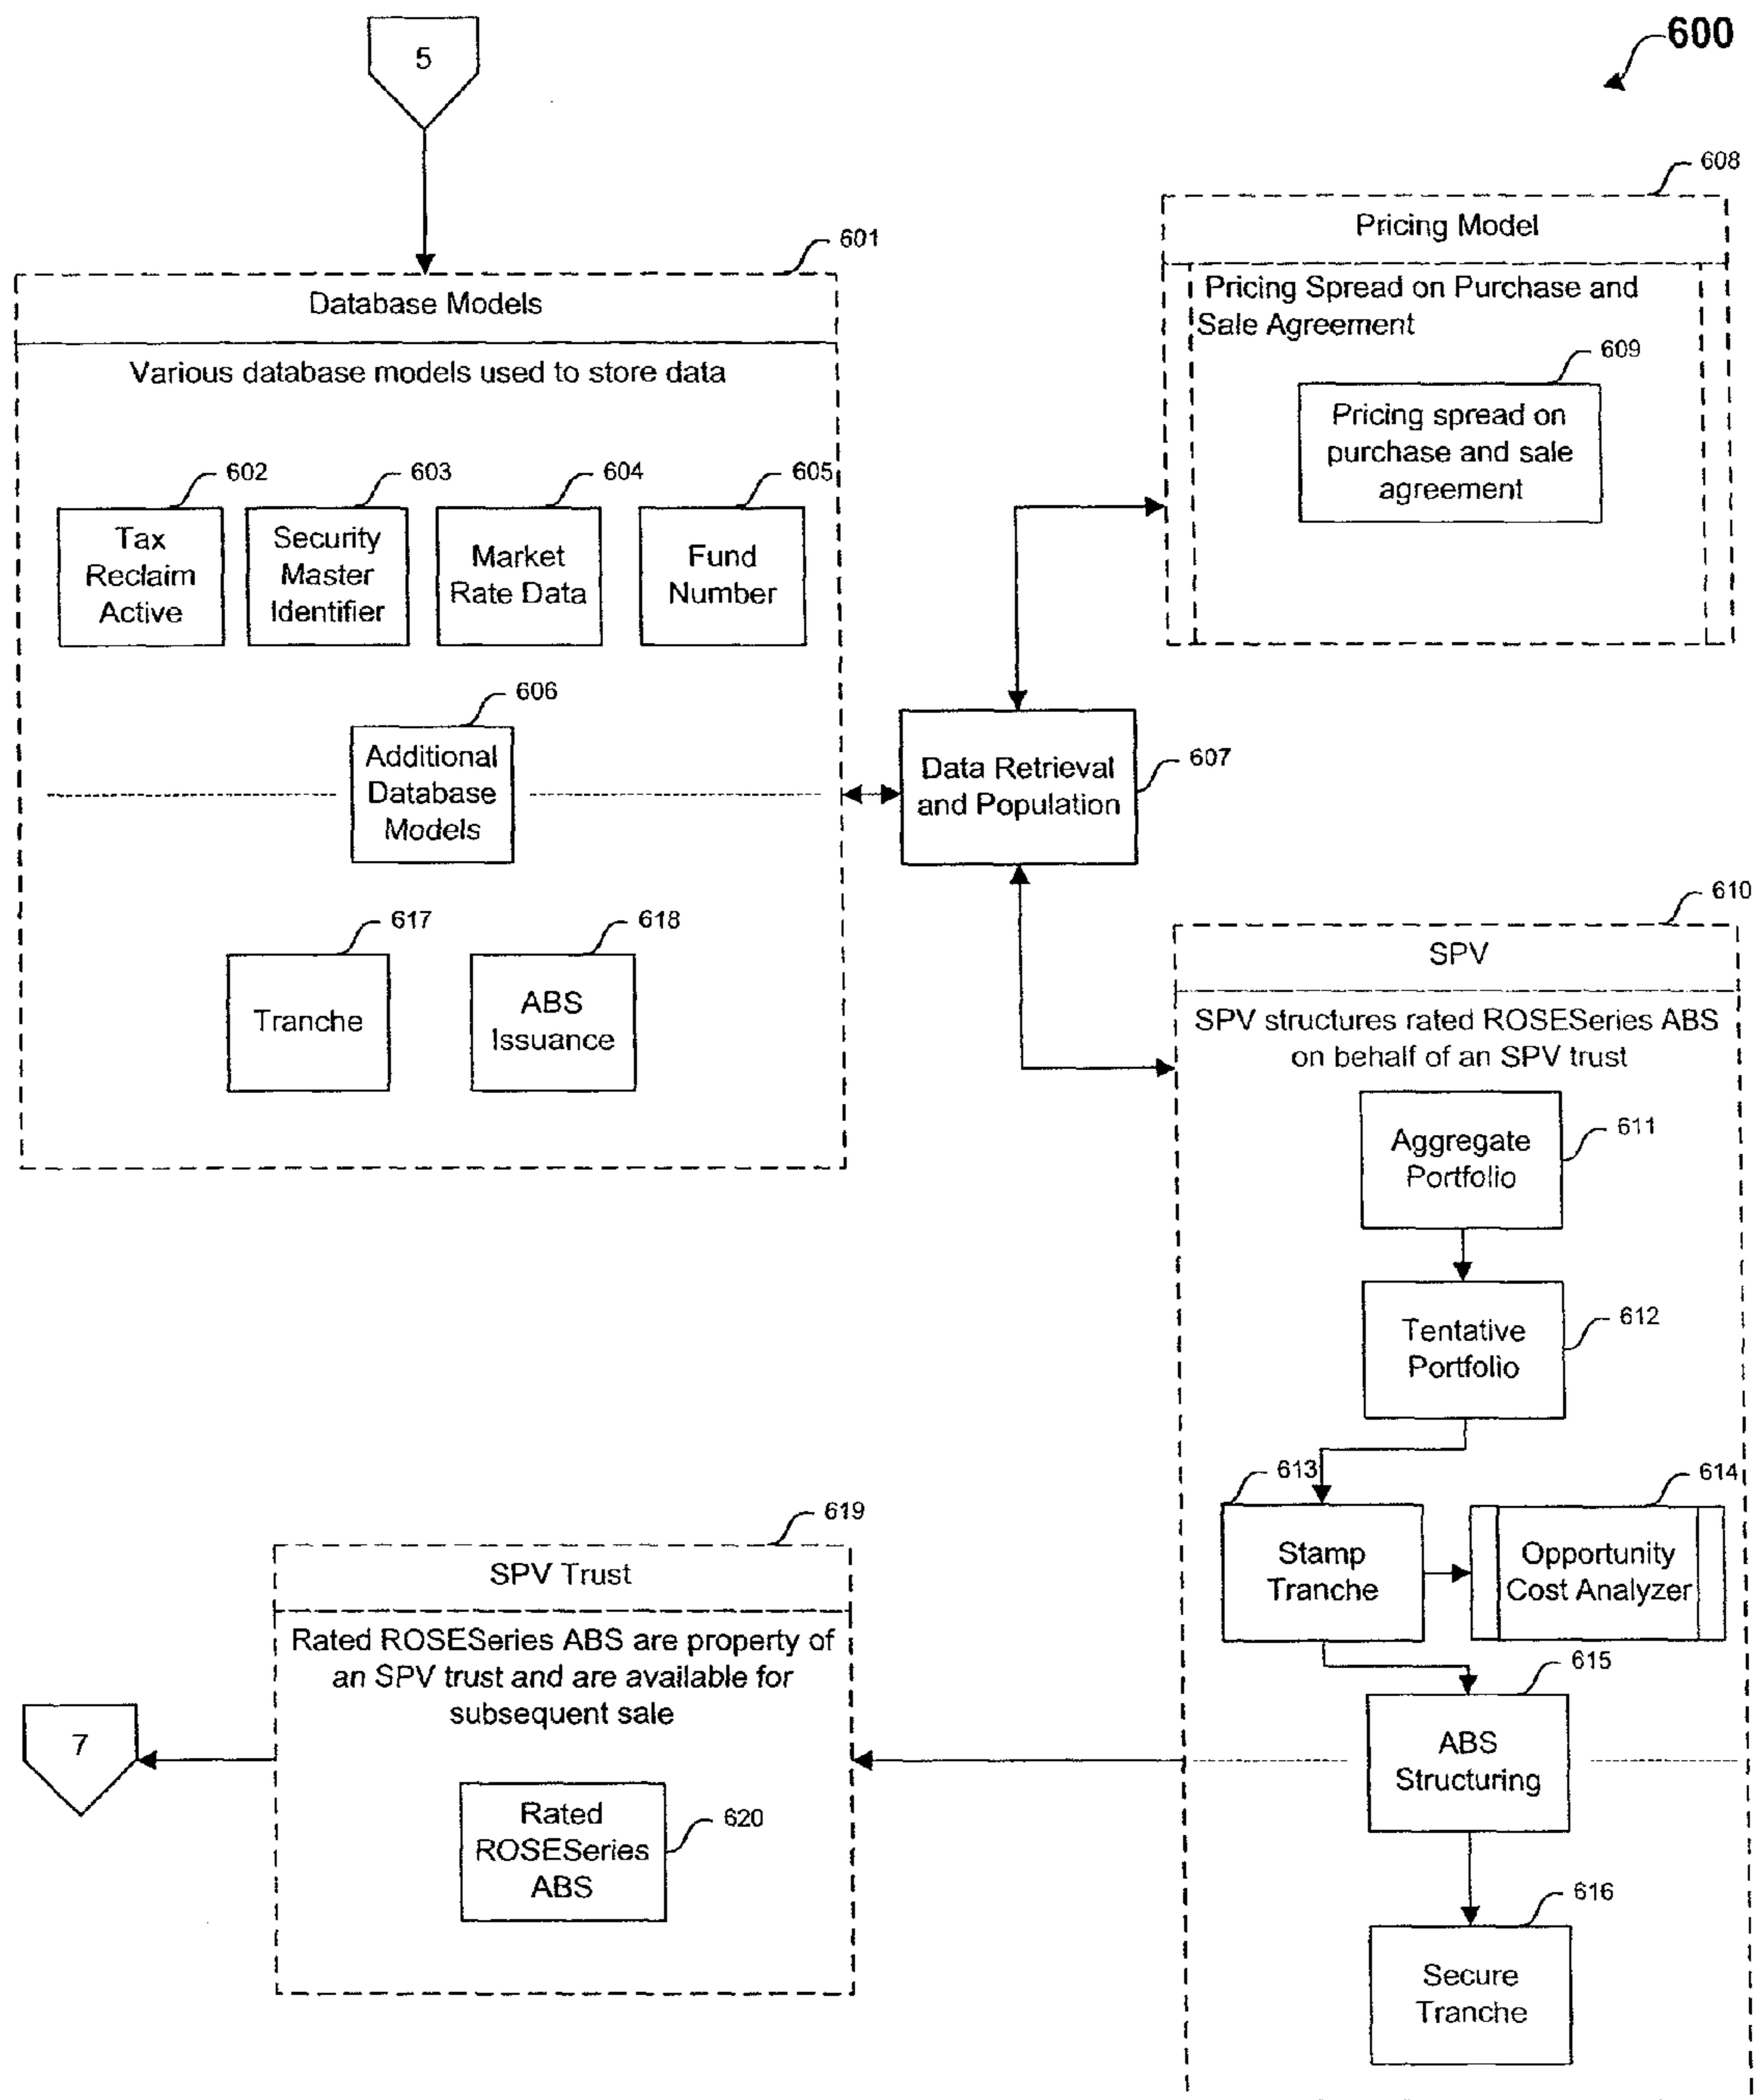 5
600
601
Database Models
Various database models used to store data
602
603
604
605
Tax
Reclaim
Active
Security
Master
Identifier
Market
Rate Data
Fund
Number
606
Additional
Database
Models
617
618
Tranche
ABS
Issuance
607
Data Retrieval
and Population
608
Pricing Model
Pricing Spread on Purchase and
Sale Agreement
609
Pricing spread on
purchase and sale
agreement
610
SPV
SPV structures rated ROSESeries ABS
on behalf of an SPV trust
611
Aggregate
Portfolio
612
Tentative
Portfolio
613
614
Stamp
Tranche
Opportunity
Cost Analyzer
615
ABS
Structuring
616
Secure
Tranche
619
SPV Trust
Rated ROSESeries ABS are property of
an SPV trust and are available for
subsequent sale
620
Rated
ROSESeries
ABS
7